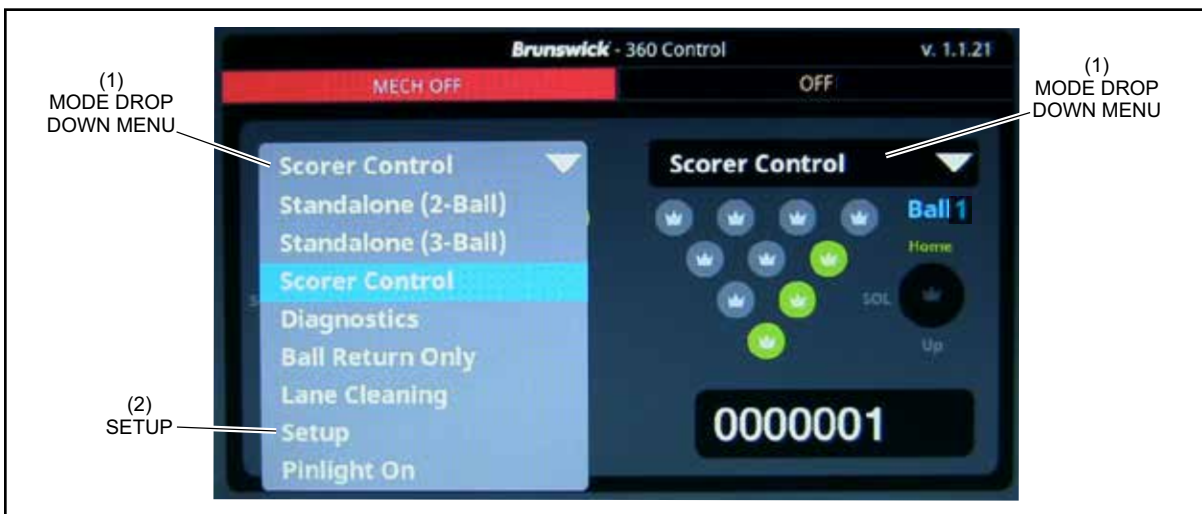 Brunswick - 360 Control v. 1.1.21
MECH OFF OFF
(1)
MODE DROP
DOWN MENU
(1)
MODE DROP
DOWN MENU
Scorer Control
Standalone (2-Ball)
Standalone (3-Ball)
Scorer Control
Diagnostics
Ball Return Only
Lane Cleaning
Setup
Pinlight On
(2)
SETUP
Scorer Control
Ball 1
Home
SOL
Up
0000001